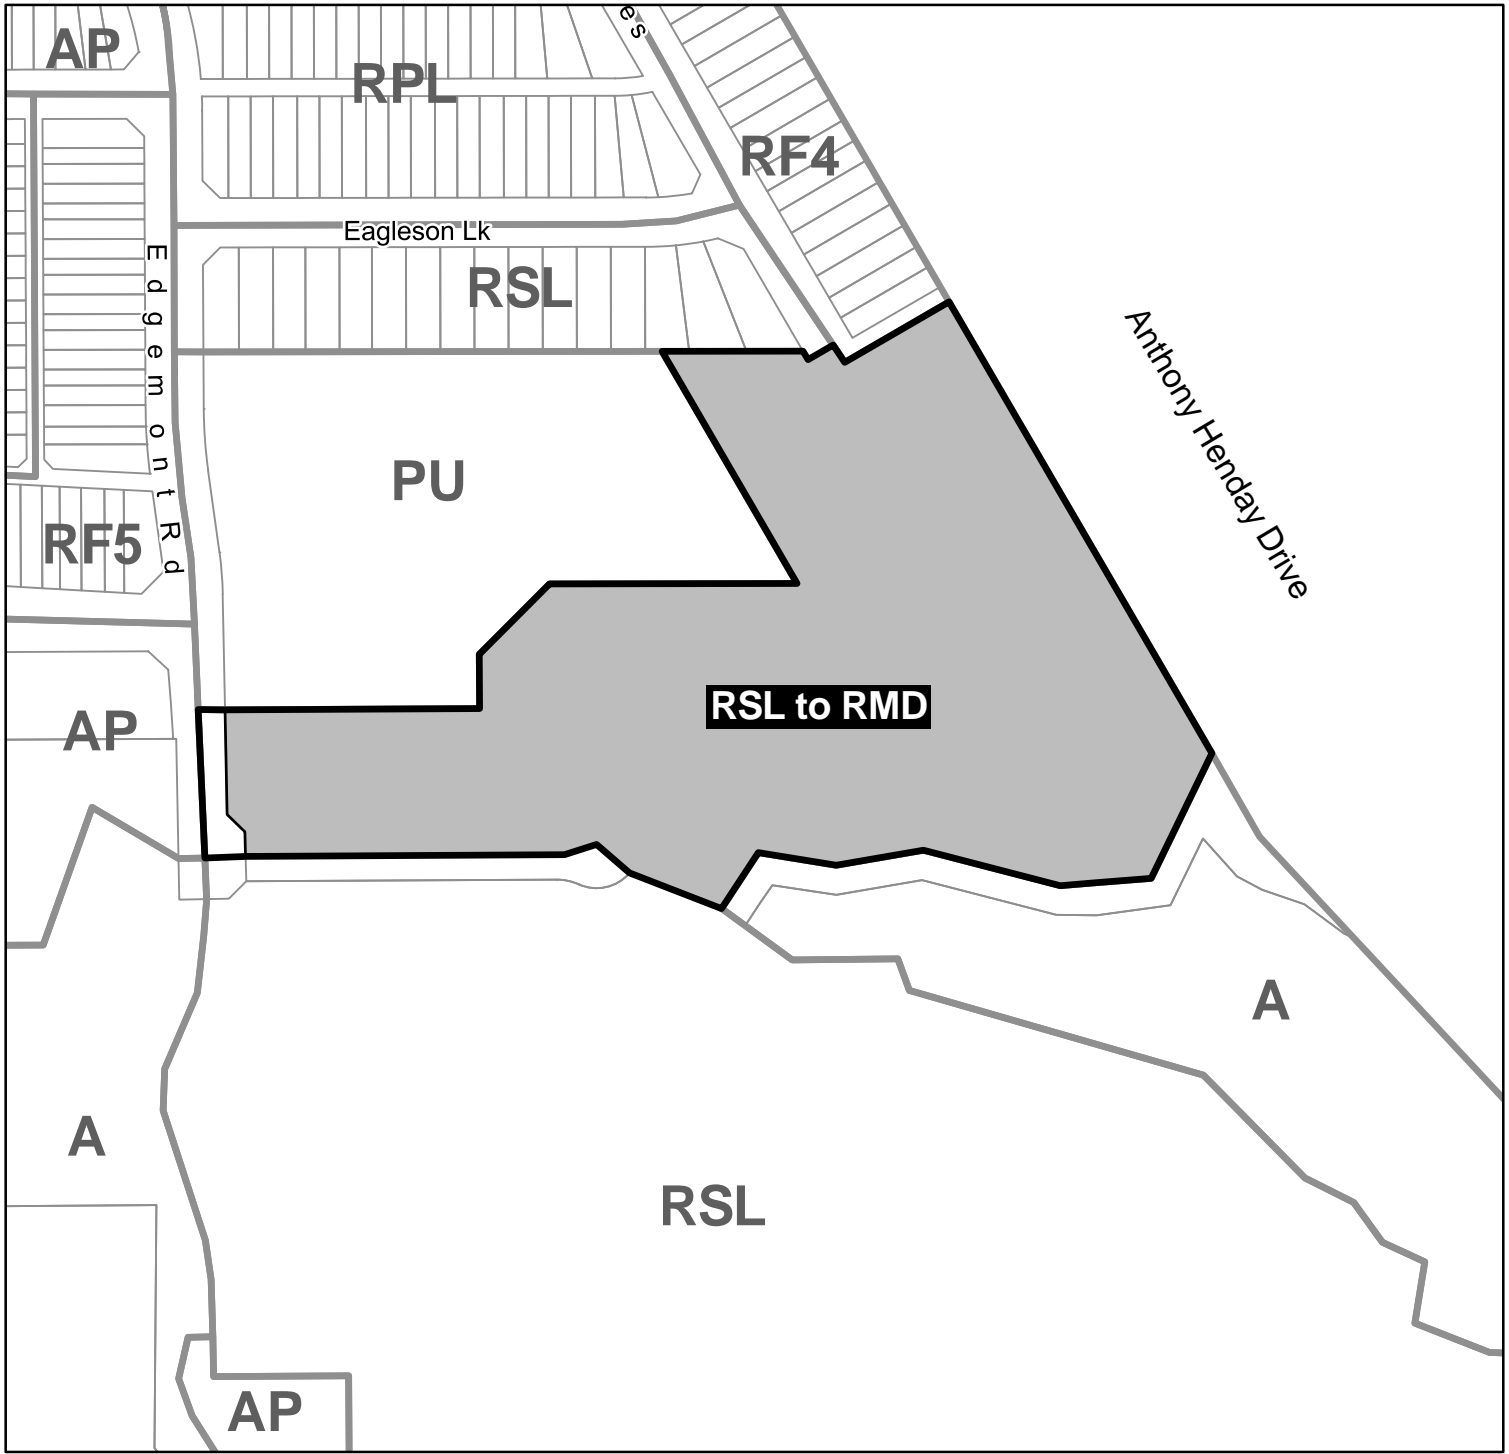 AP
RPL
es
RF4
Eagleson Lk
RSL
Edgemont Rd
Anthony Henday Drive
PU
RF5
RSL to RMD
AP
A
A
RSL
AP